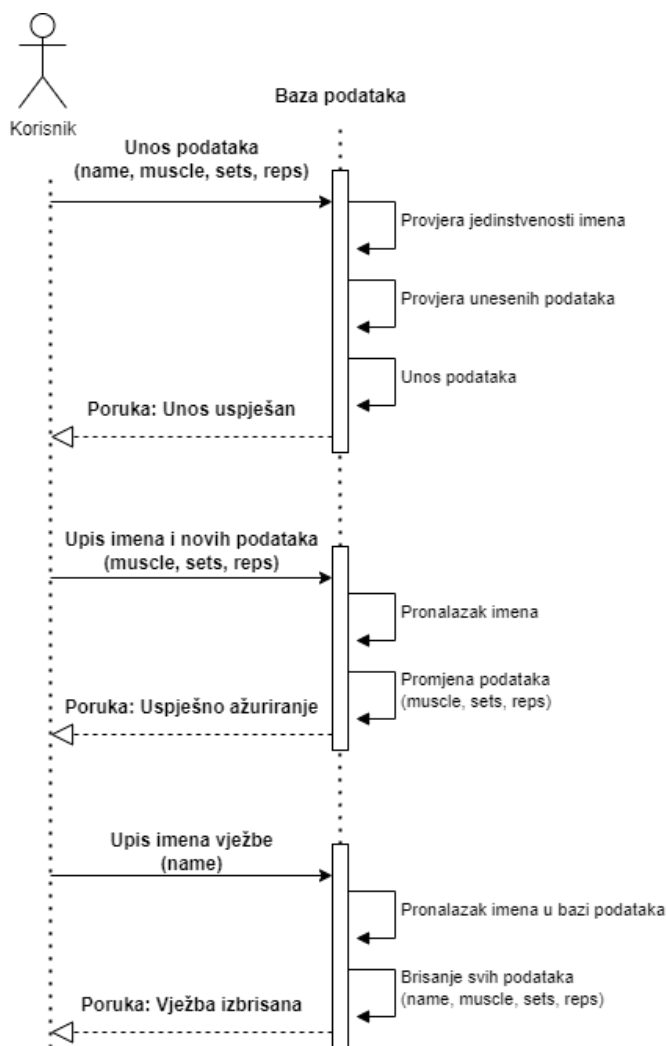 Korisnik
Baza podataka
Unos podataka
(name, muscle, sets, reps)
Provjera jedinstvenosti imena
Provjera unesenih podataka
Unos podataka
Poruka: Unos uspješan
Upis imena i novih podataka
(muscle, sets, reps)
Pronalazak imena
Promjena podataka
(muscle, sets, reps)
Poruka: Uspješno ažuriranje
Upis imena vježbe
(name)
Pronalazak imena u bazi podataka
Brisanje svih podataka
(name, muscle, sets, reps)
Poruka: Vježba izbrisana